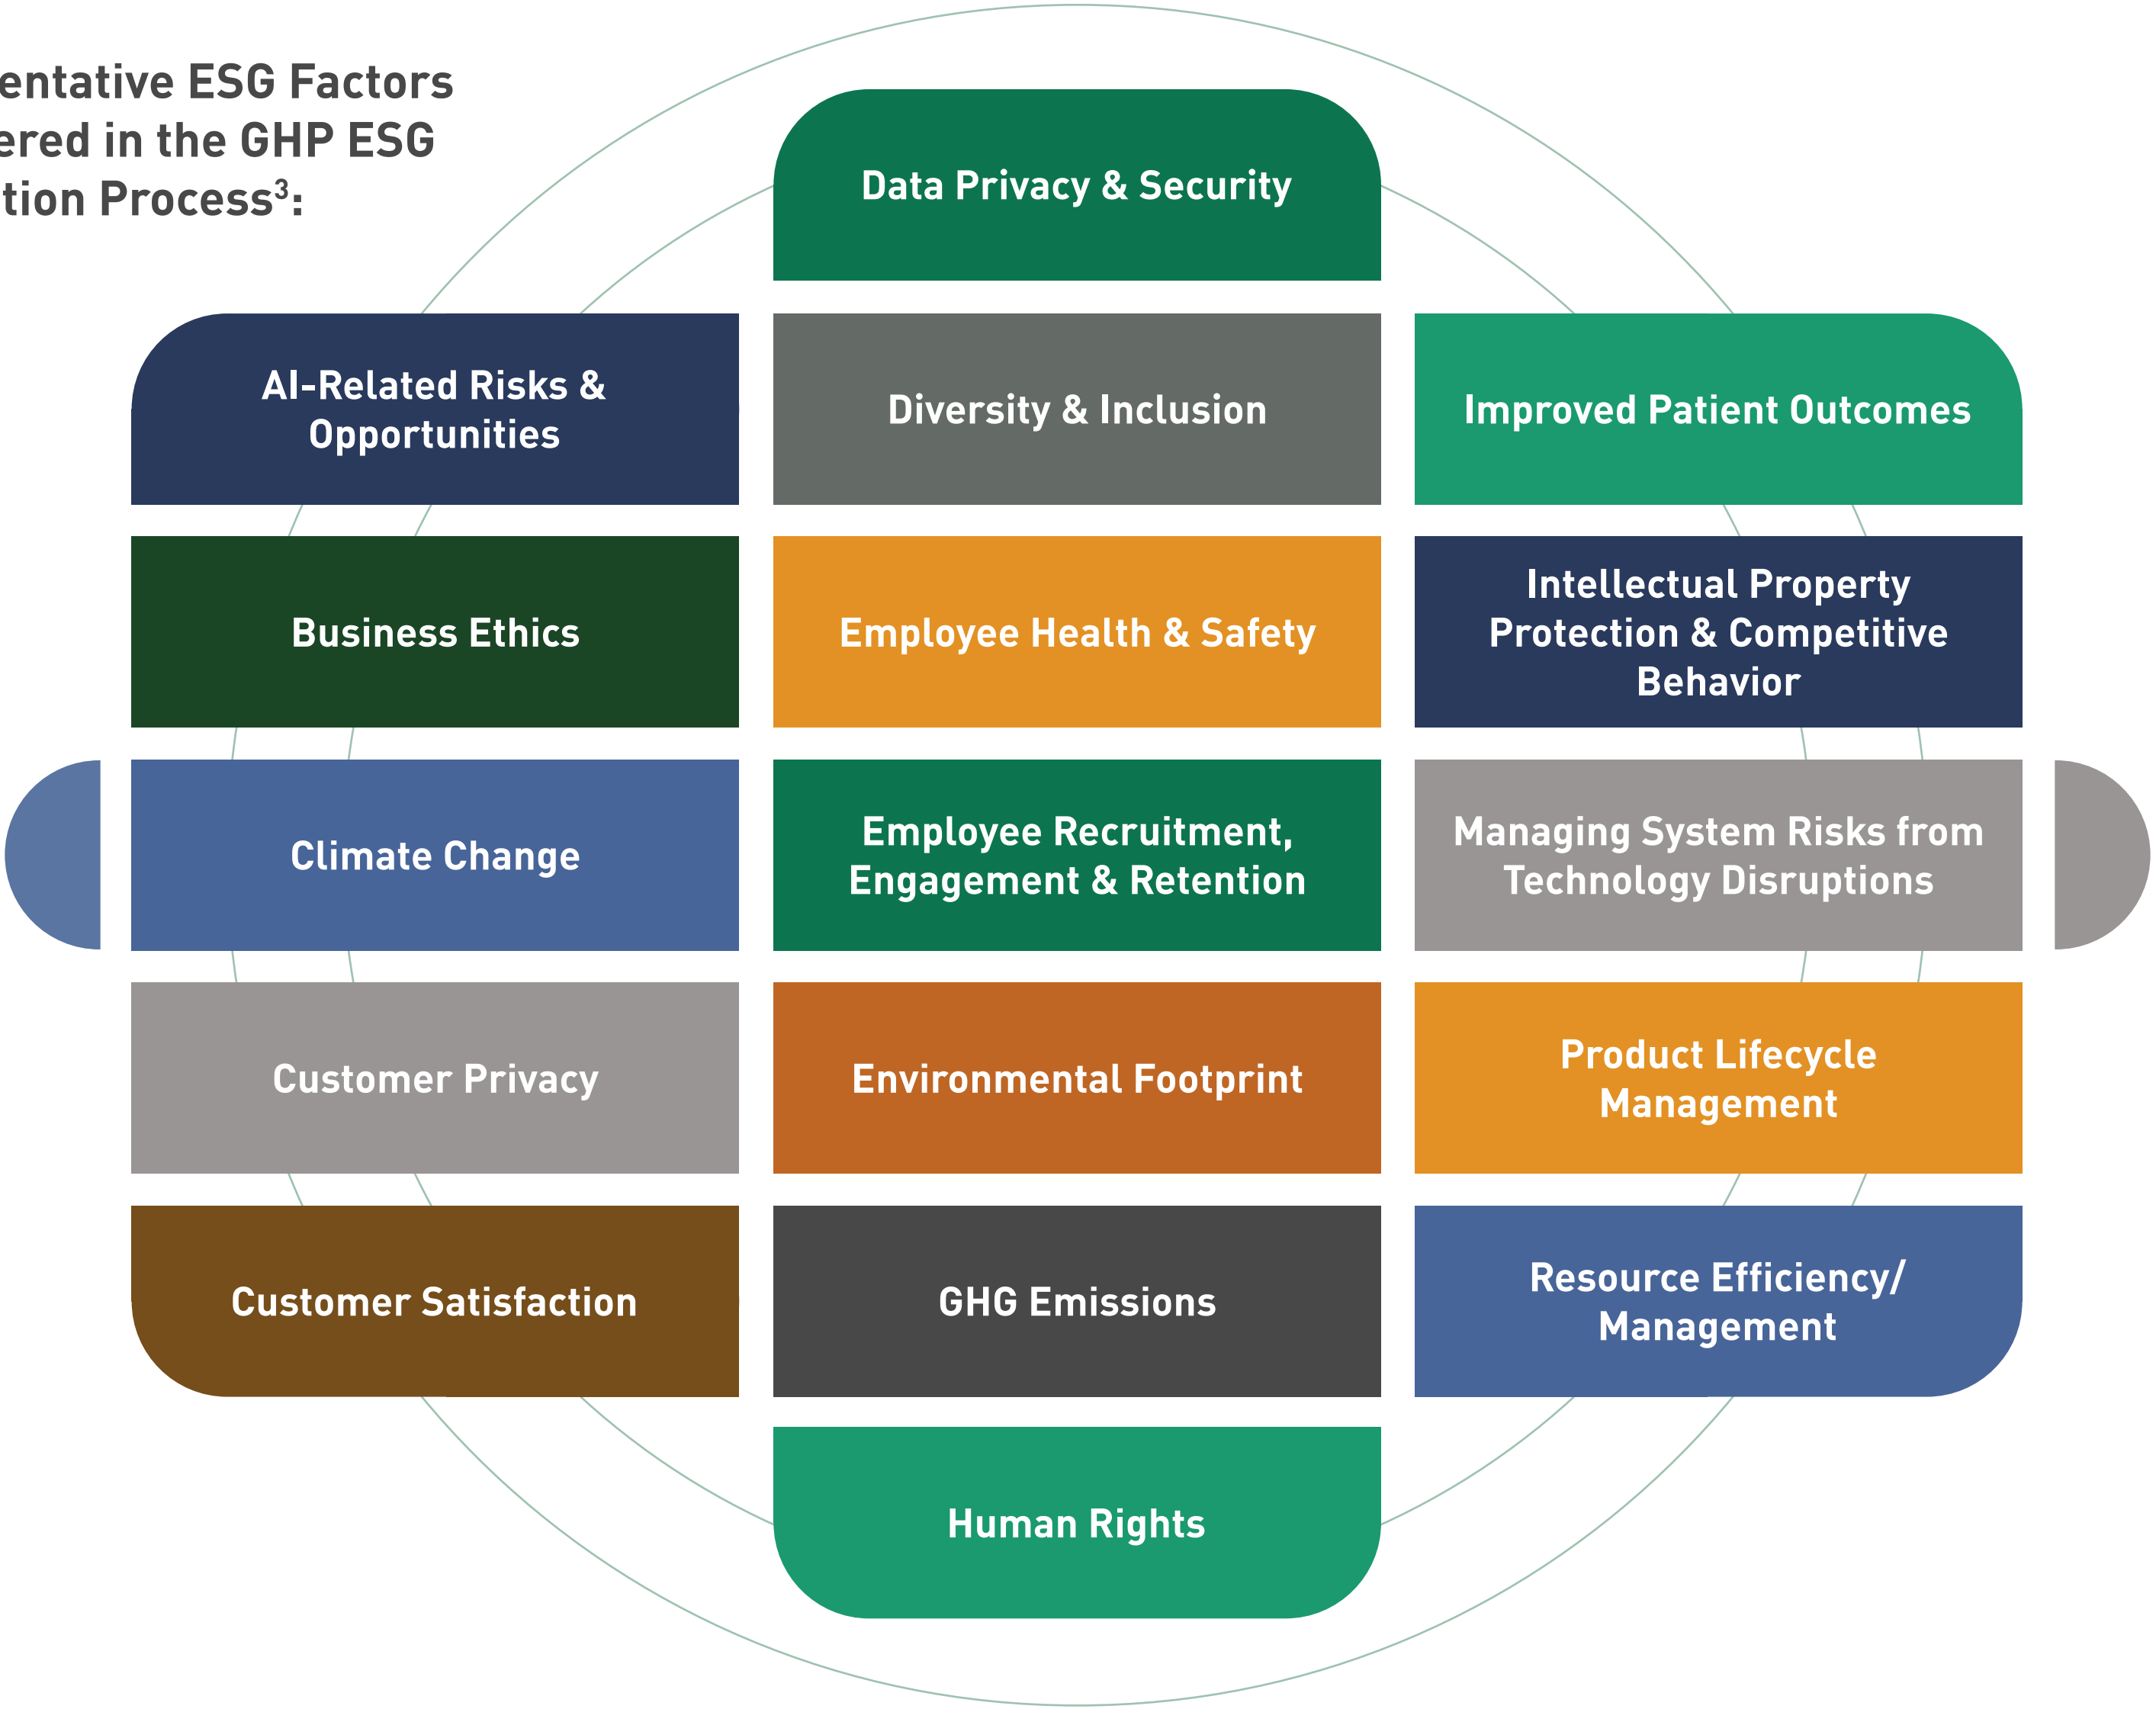 entative ESG Factors
ered in the GHP ESG
tion Process³:
Data Privacy & Security
AI-Related Risks &
Opportunities
Diversity & Inclusion
Improved Patient Outcomes
Business Ethics
Employee Health & Safety
Intellectual Property
Protection & Competitive
Behavior
Climate Change
Employee Recruitment,
Engagement & Retention
Managing System Risks from
Technology Disruptions
Customer Privacy
Environmental Footprint
Product Lifecycle
Management
Customer Satisfaction
GHG Emissions
Resource Efficiency/
Management
Human Rights